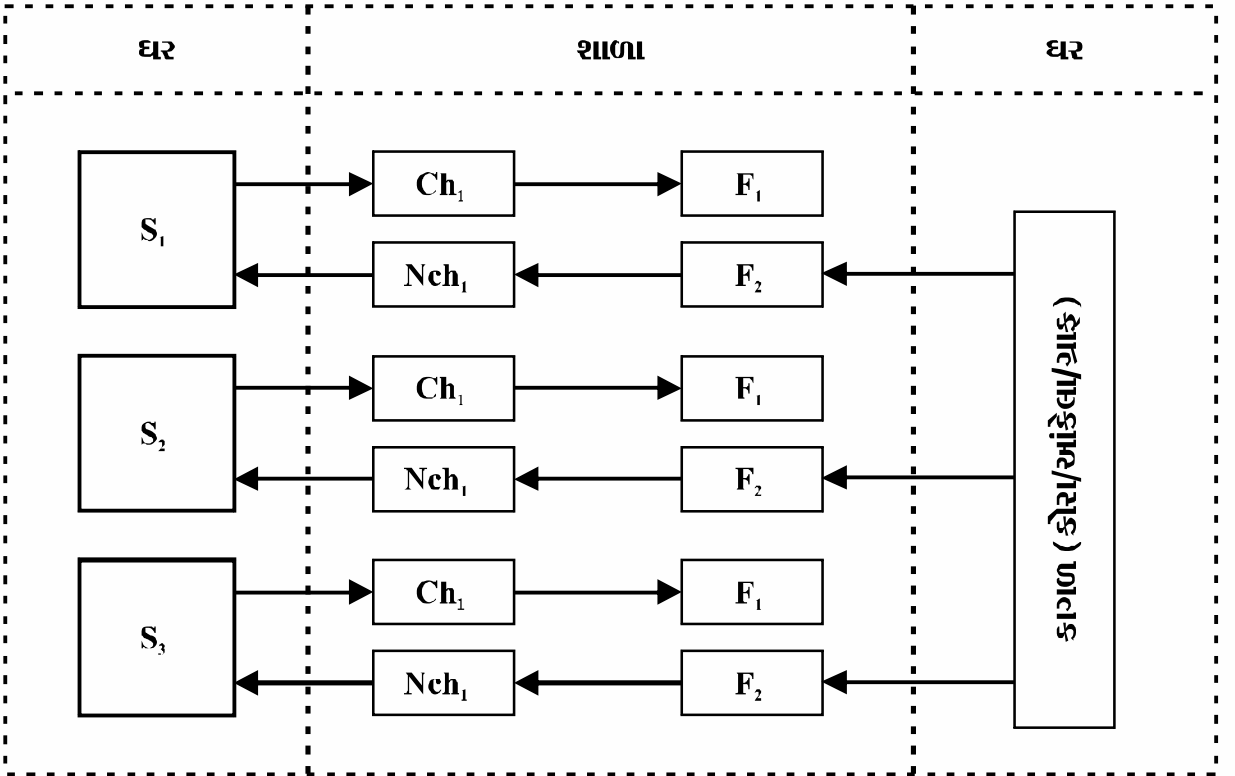 ઘર શાળા ઘર
S₁ Ch₁ F₁
Nch₁ F₂
S₂ Ch₁ F₁
Nch₁ F₂
S₃ Ch₁ F₁
Nch₁ F₂
કાગળ (કોરા/આંકેલા/ગ્રાફ)